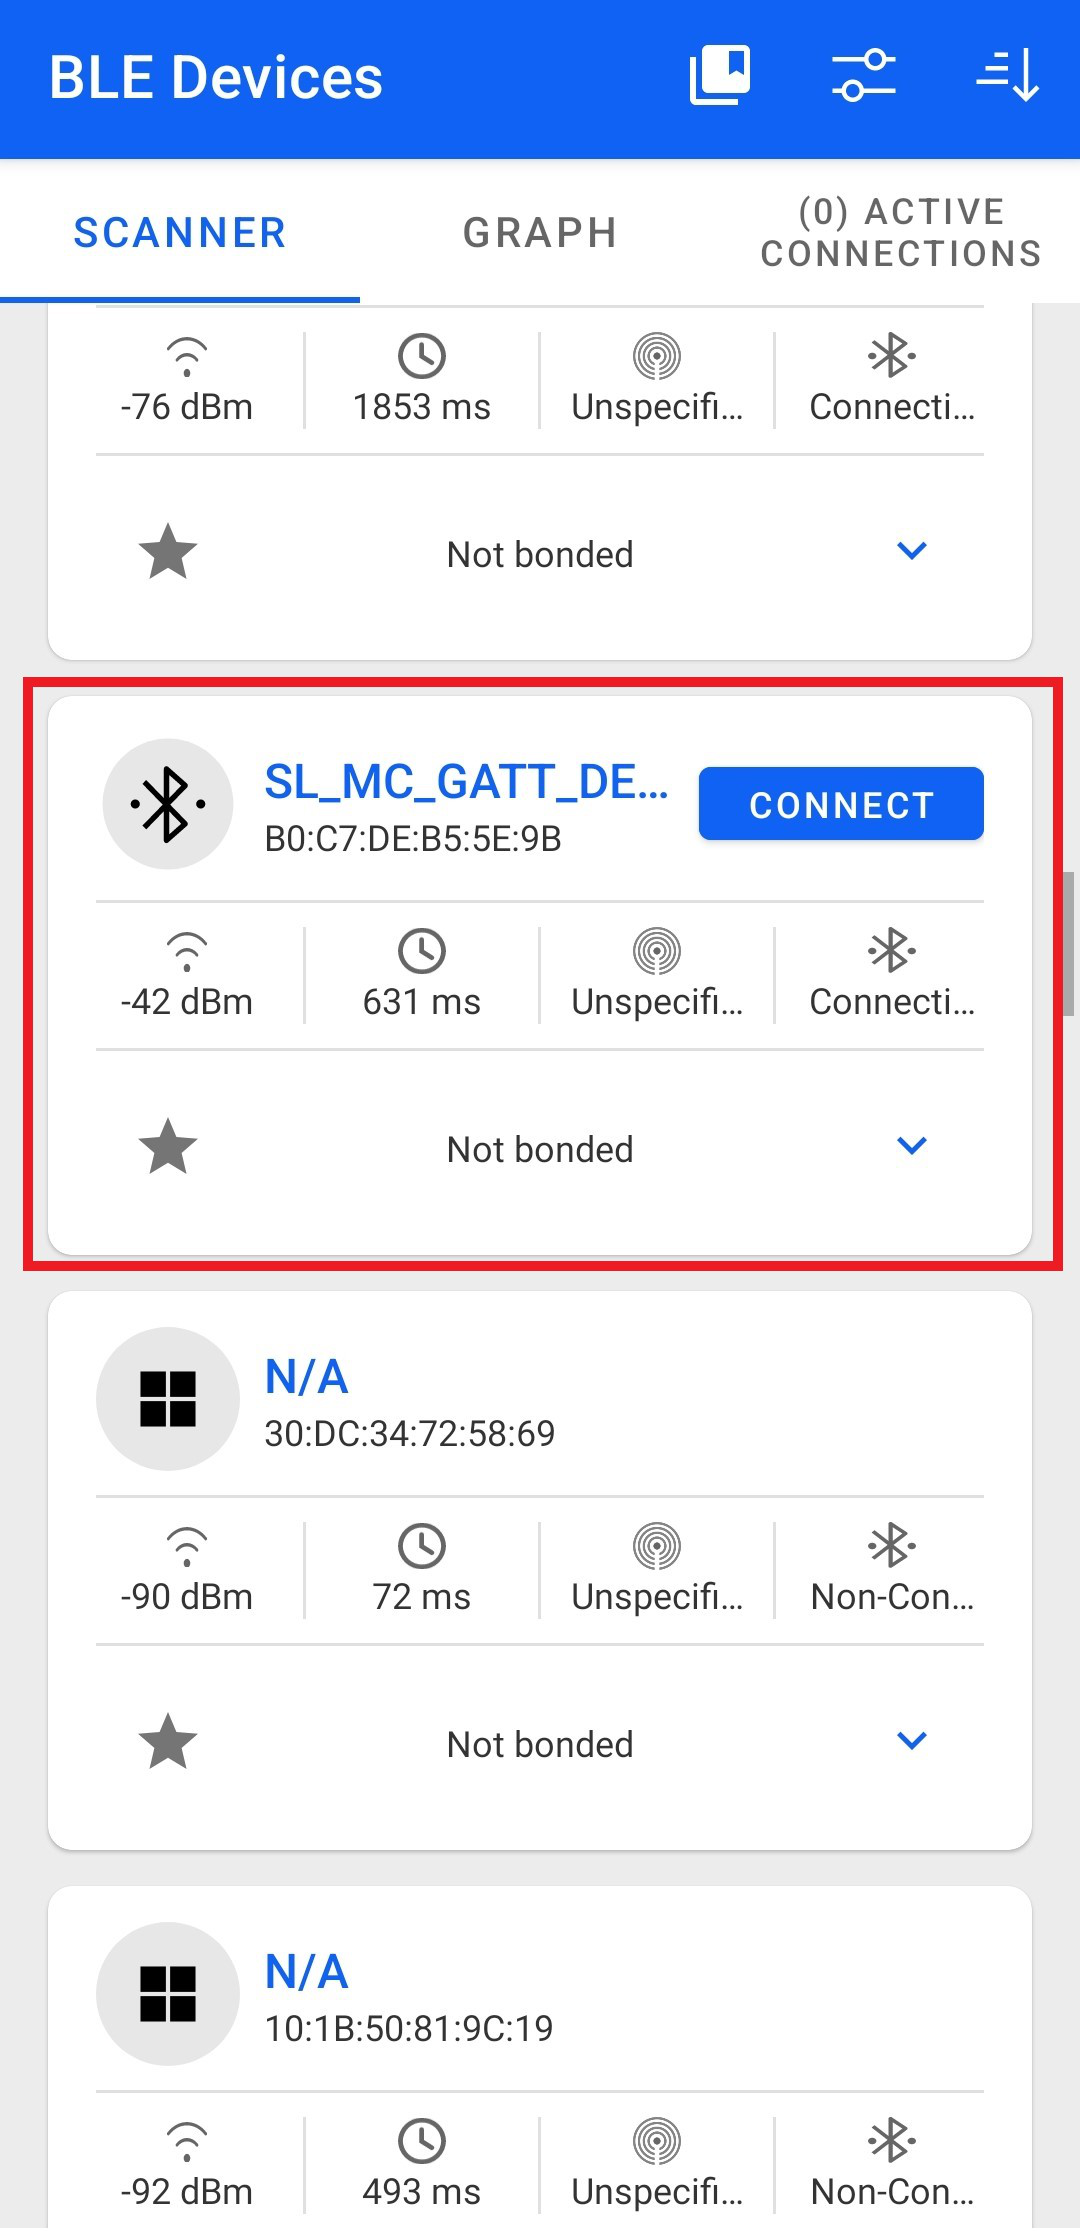 BLE Devices
SCANNER
GRAPH
(0) ACTIVE
CONNECTIONS
-76 dBm
1853 ms
Unspecifi...
Connecti...
Not bonded
SL_MC_GATT_DE...
CONNECT
B0:C7:DE:B5:5E:9B
-42 dBm
631 ms
Unspecifi...
Connecti...
Not bonded
N/A
30:DC:34:72:58:69
-90 dBm
72 ms
Unspecifi...
Non-Con...
Not bonded
N/A
10:1B:50:81:9C:19
-92 dBm
493 ms
Unspecifi...
Non-Con...